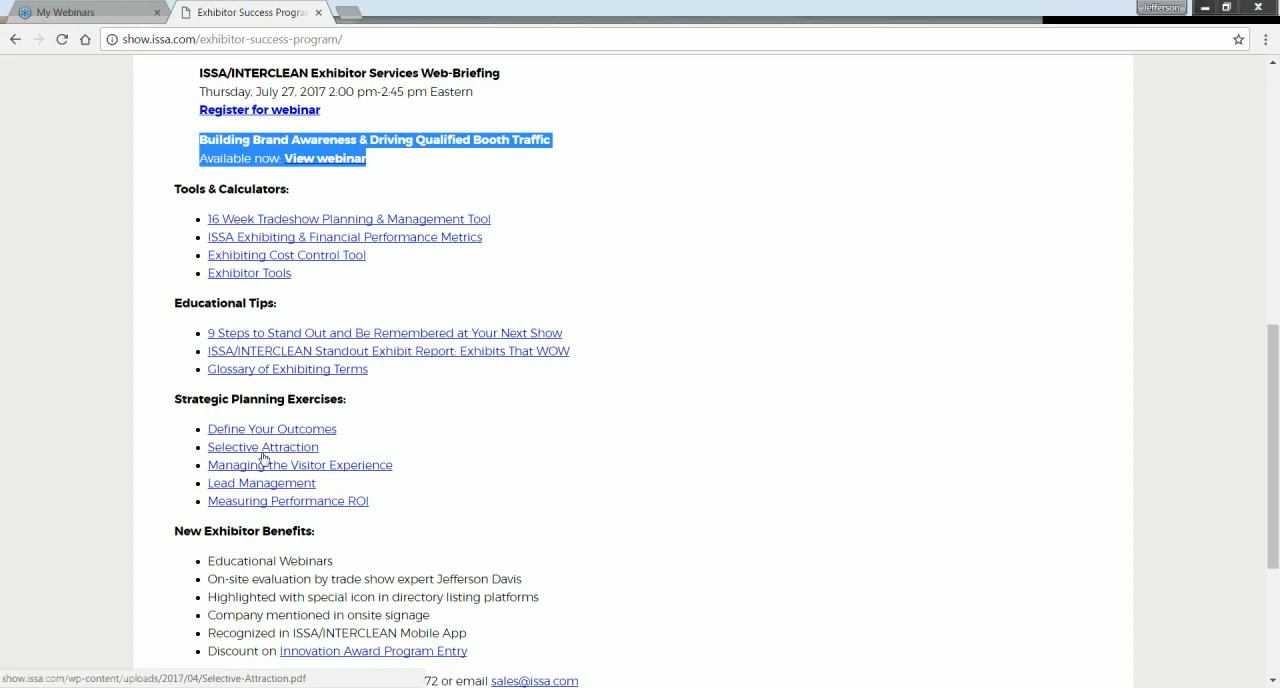 My Webinars
Exhibitor Success Progra
Jefferson
show.issa.com/exhibitor-success-program/
ISSA/INTERCLEAN Exhibitor Services Web-Briefing
Thursday, July 27, 2017 2:00 pm-2:45 pm Eastern
Register for webinar
Building Brand Awareness & Driving Qualified Booth Traffic
Available now: View webinar
Tools & Calculators:
16 Week Tradeshow Planning & Management Tool
ISSA Exhibiting & Financial Performance Metrics
Exhibiting Cost Control Tool
Exhibitor Tools
Educational Tips:
9 Steps to Stand Out and Be Remembered at Your Next Show
ISSA/INTERCLEAN Standout Exhibit Report: Exhibits That WOW
Glossary of Exhibiting Terms
Strategic Planning Exercises:
Define Your Outcomes
Selective Attraction
Managing the Visitor Experience
Lead Management
Measuring Performance ROI
New Exhibitor Benefits:
Educational Webinars
On-site evaluation by trade show expert Jefferson Davis
Highlighted with special icon in directory listing platforms
Company mentioned in onsite signage
Recognized in ISSA/INTERCLEAN Mobile App
Discount on Innovation Award Program Entry
72 or email sales@issa.com
show.issa.com/wp-content/uploads/2017/04/Selective-Attraction.pdf